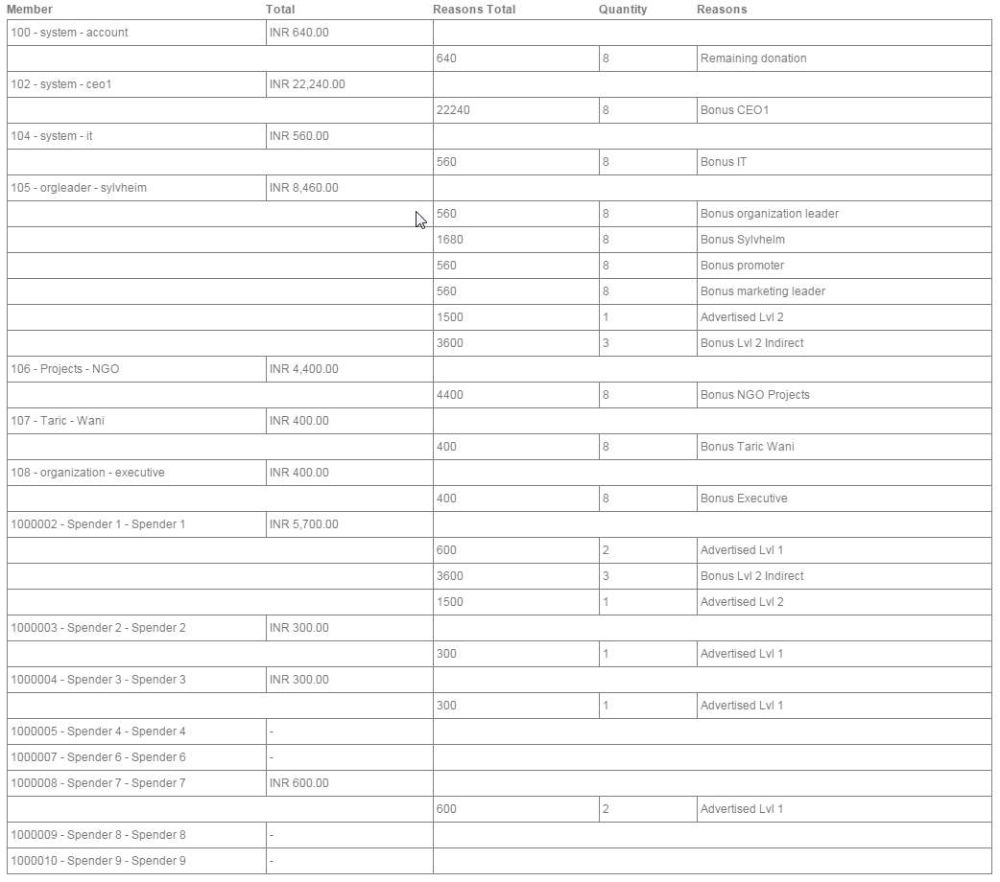 Member Total Reasons Total Quantity Reasons
100 - system - account INR 640.00
640 8 Remaining donation
102 - system - ceo1 INR 22,240.00
22240 8 Bonus CEO1
104 - system - it INR 560.00
560 8 Bonus IT
105 - orgleader - sylvheim INR 8,460.00
560 8 Bonus organization leader
1680 8 Bonus Sylvhelm
560 8 Bonus promoter
560 8 Bonus marketing leader
1500 1 Advertised Lvl 2
3600 3 Bonus Lvl 2 Indirect
106 - Projects - NGO INR 4,400.00
4400 8 Bonus NGO Projects
107 - Taric - Wani INR 400.00
400 8 Bonus Taric Wani
108 - organization - executive INR 400.00
400 8 Bonus Executive
1000002 - Spender 1 - Spender 1 INR 5,700.00
600 2 Advertised Lvl 1
3600 3 Bonus Lvl 2 Indirect
1500 1 Advertised Lvl 2
1000003 - Spender 2 - Spender 2 INR 300.00
300 1 Advertised Lvl 1
1000004 - Spender 3 - Spender 3 INR 300.00
300 1 Advertised Lvl 1
1000005 - Spender 4 - Spender 4 -
1000007 - Spender 6 - Spender 6 -
1000008 - Spender 7 - Spender 7 INR 600.00
600 2 Advertised Lvl 1
1000009 - Spender 8 - Spender 8 -
1000010 - Spender 9 - Spender 9 -